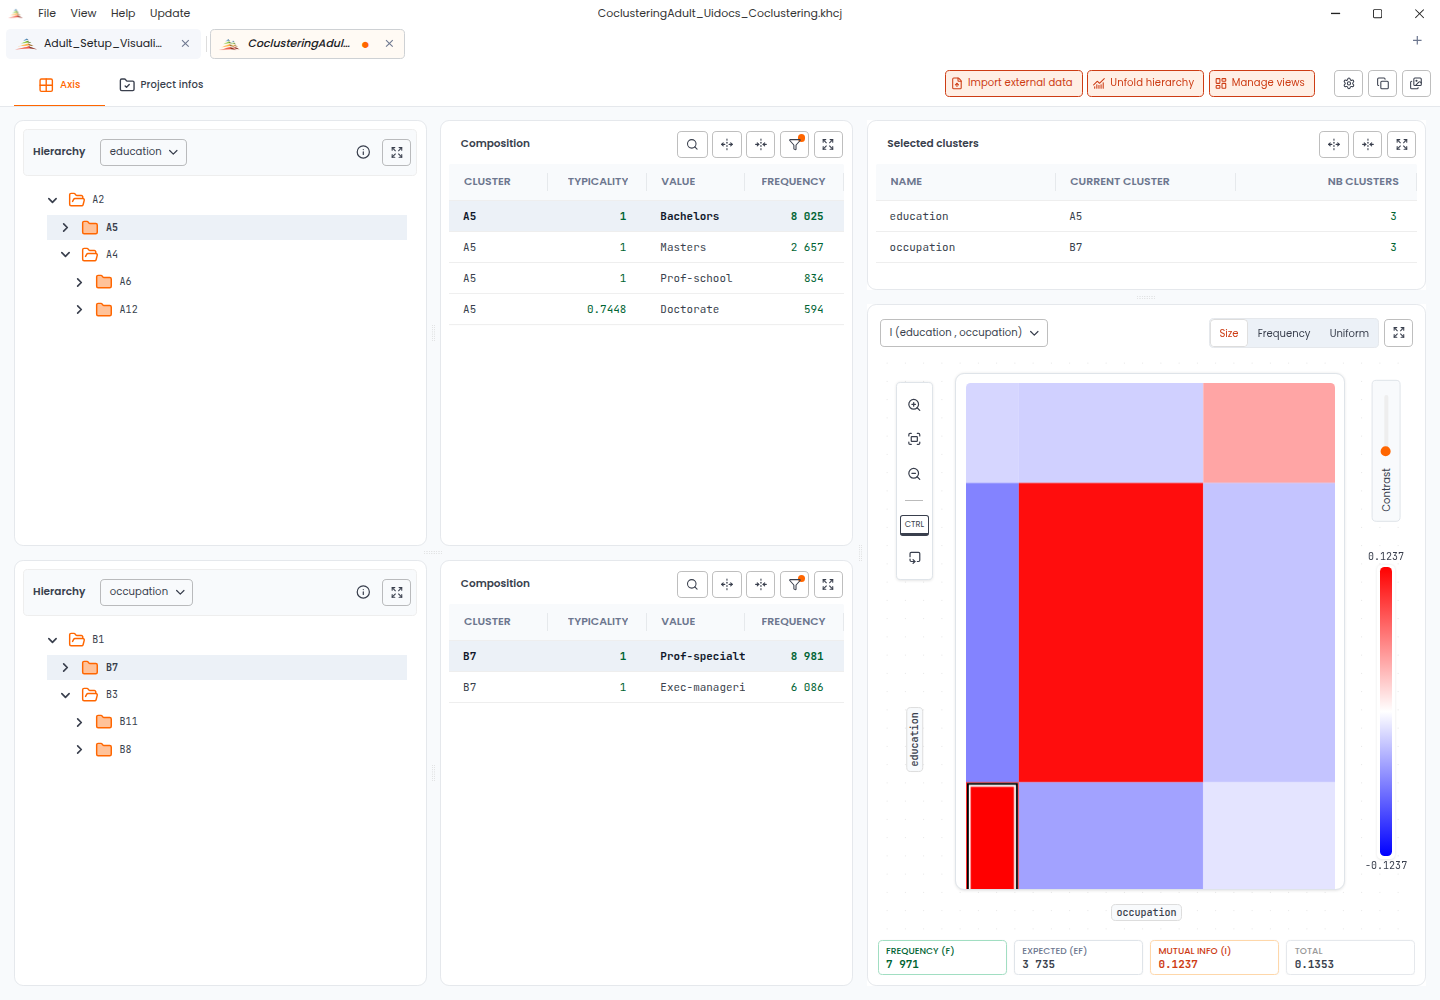 File View Help Update
CoclusteringAdult_Uidocs_Coclustering.khcj
Adult_Setup_Visuali...
CoclusteringAdul...
Axis
Project infos
Import external data
Unfold hierarchy
Manage views
Hierarchy education
A2
A5
A4
A6
A12
Composition
CLUSTER TYPICALITY VALUE FREQUENCY
A5 1 Bachelors 8 025
A5 1 Masters 2 657
A5 1 Prof-school 834
A5 0.7448 Doctorate 594
Selected clusters
NAME CURRENT CLUSTER NB CLUSTERS
education A5 3
occupation B7 3
I (education , occupation)
Size Frequency Uniform
CTRL
Contrast
0.1237
-0.1237
education
occupation
FREQUENCY (F)
7 971
EXPECTED (EF)
3 735
MUTUAL INFO (I)
0.1237
TOTAL
0.1353
Hierarchy occupation
B1
B7
B3
B11
B8
Composition
CLUSTER TYPICALITY VALUE FREQUENCY
B7 1 Prof-specialt 8 981
B7 1 Exec-manageri 6 086